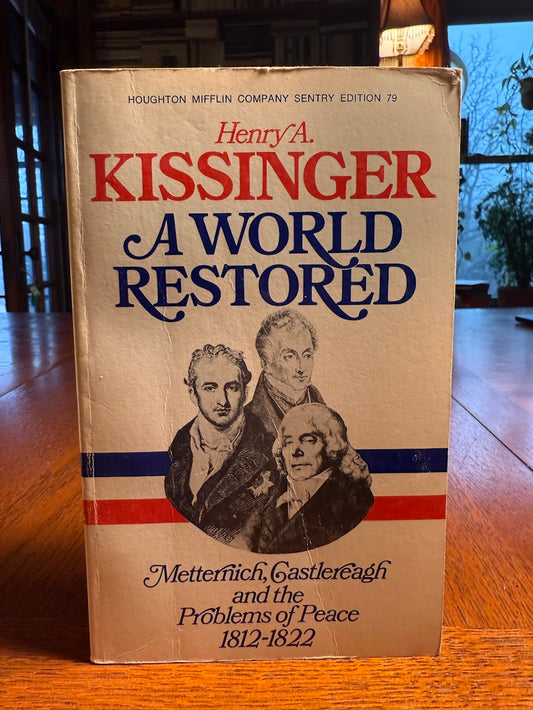 HOUGHTON MIFFLIN COMPANY SENTRY EDITION 79
Henry A.
KISSINGER
A WORLD
RESTORED
Metternich, Castlereagh
and the
Problems of Peace
1812-1822